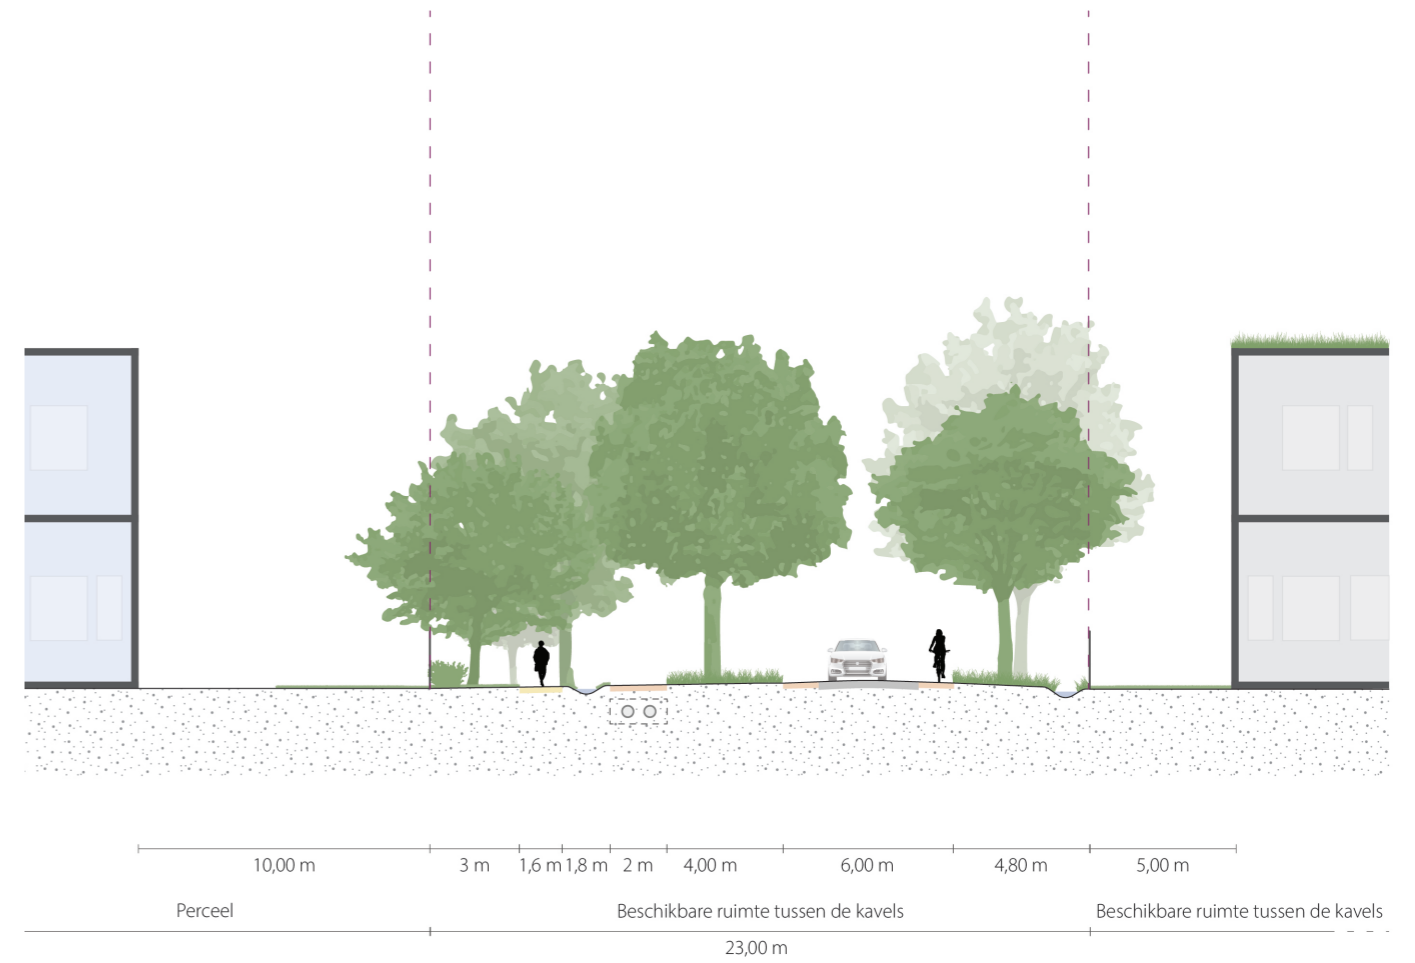 10,00 m 3 m 1,6 m 1,8 m 2 m 4,00 m 6,00 m 4,80 m 5,00 m
Perceel Beschikbare ruimte tussen de kavels Beschikbare ruimte tussen de kavels
23,00 m